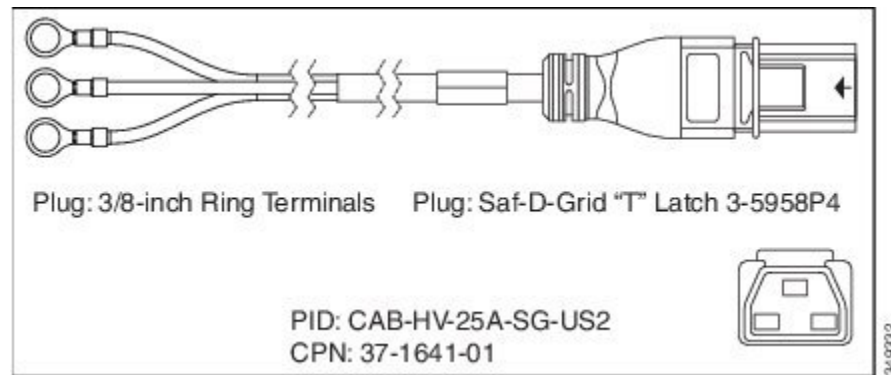 Plug: 3/8-inch Ring Terminals Plug: Saf-D-Grid “T” Latch 3-5958P4
PID: CAB-HV-25A-SG-US2
CPN: 37-1641-01